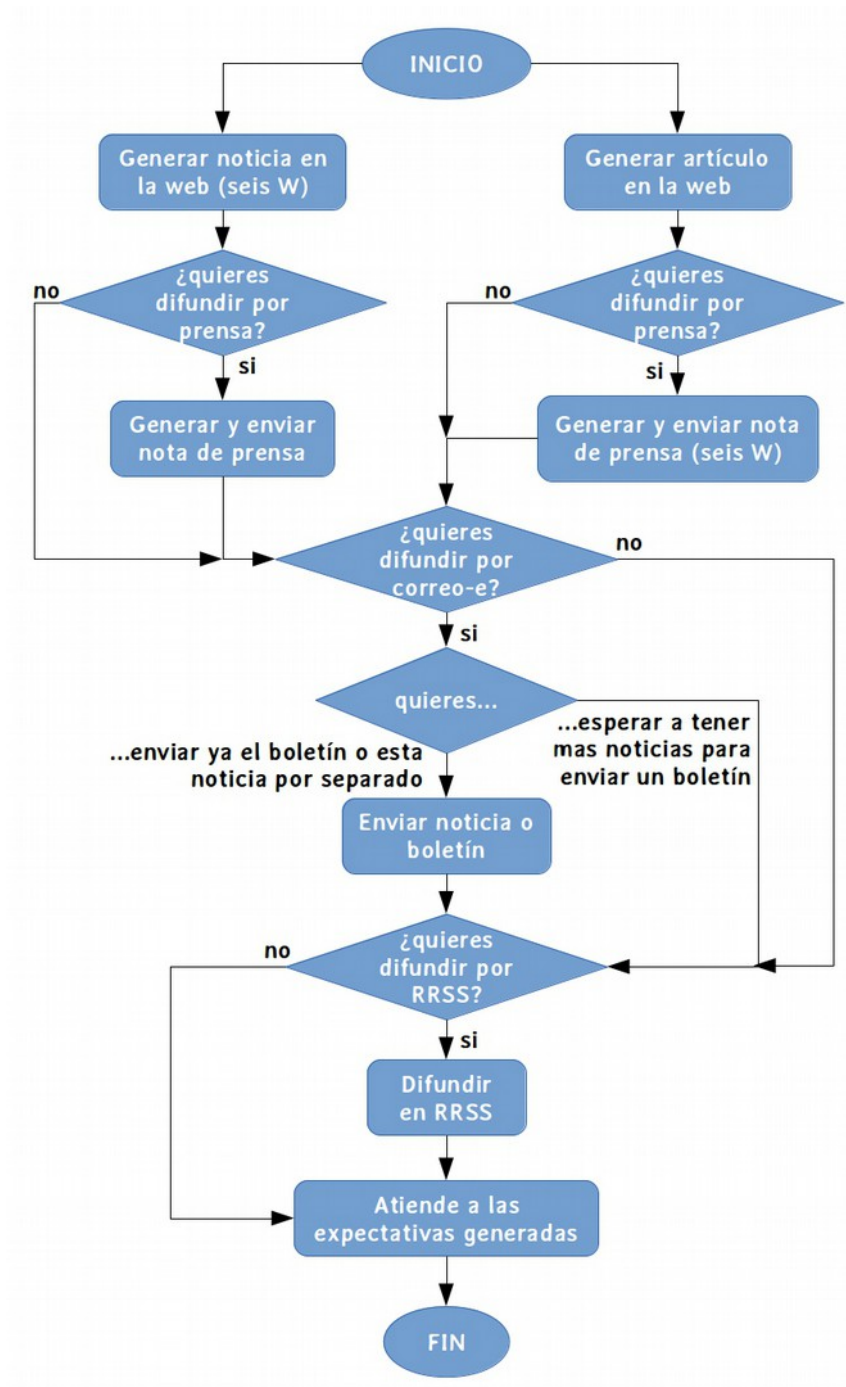 INICIO
Generar noticia en
la web (seis W)
Generar artículo
en la web
no
¿quieres
difundir por
prensa?
si
no
¿quieres
difundir por
prensa?
si
Generar y enviar
nota de prensa
Generar y enviar nota
de prensa (seis W)
¿quieres
difundir por
correo-e?
no
si
quieres...
...enviar ya el boletín o esta
noticia por separado
...esperar a tener
mas noticias para
enviar un boletín
Enviar noticia o
boletín
no
¿quieres
difundir por
RRSS?
si
Difundir
en RRSS
Atiende a las
expectativas generadas
FIN